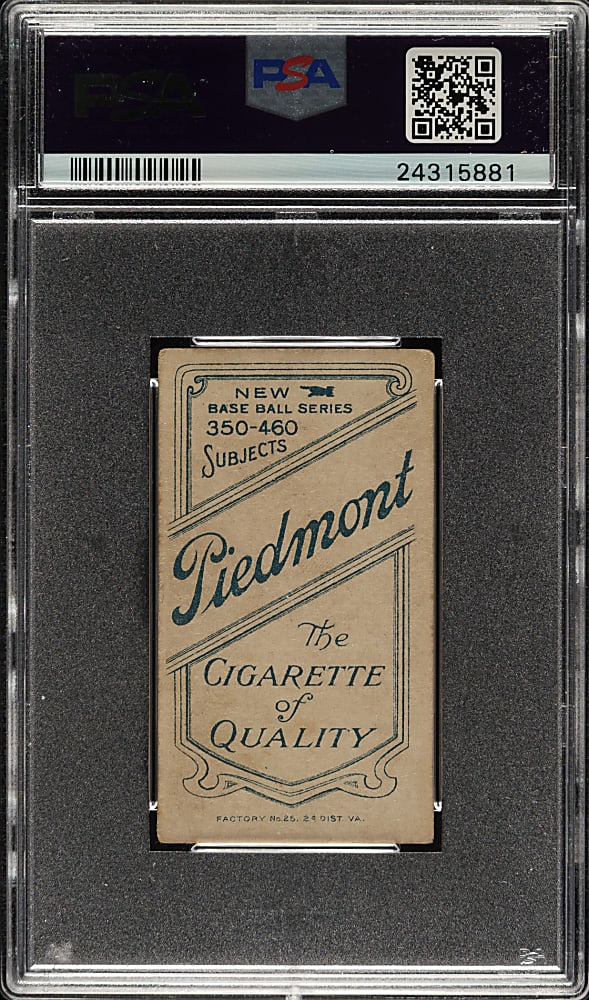 PSA
PSA
24315881
NEW
BASE BALL SERIES
350-460
SUBJECTS
Piedmont
The
CIGARETTE
of
QUALITY
FACTORY No 25, 2d DIST. VA.